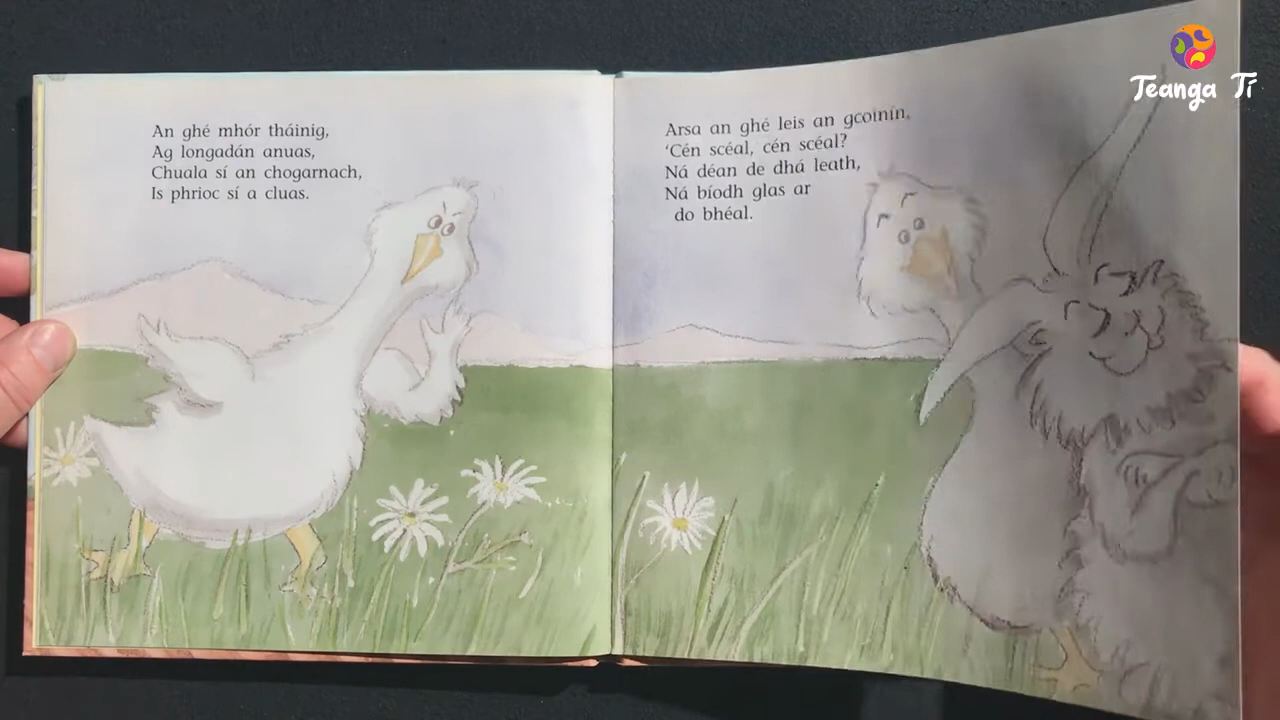 An ghé mhór tháinig,
Ag longadán anuas,
Chuala sí an chogarnach,
Is phrioc sí a cluas.
Arsa an ghé leis an gcoinín,
‘Cén scéal, cén scéal?
Ná déan de dhá leath,
Ná bíodh glas ar
do bhéal.
Teanga Tí